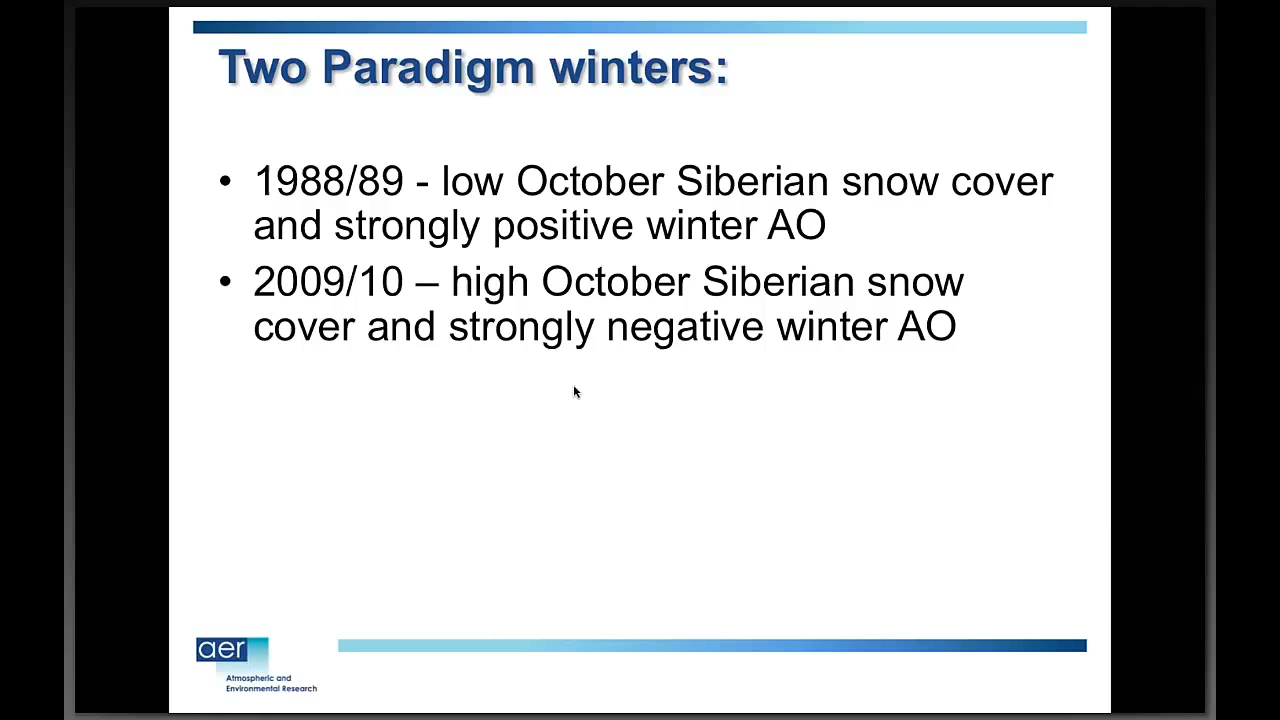 Two Paradigm winters:
• 1988/89 - low October Siberian snow cover
and strongly positive winter AO
• 2009/10 – high October Siberian snow
cover and strongly negative winter AO
aer
Atmospheric and
Environmental Research